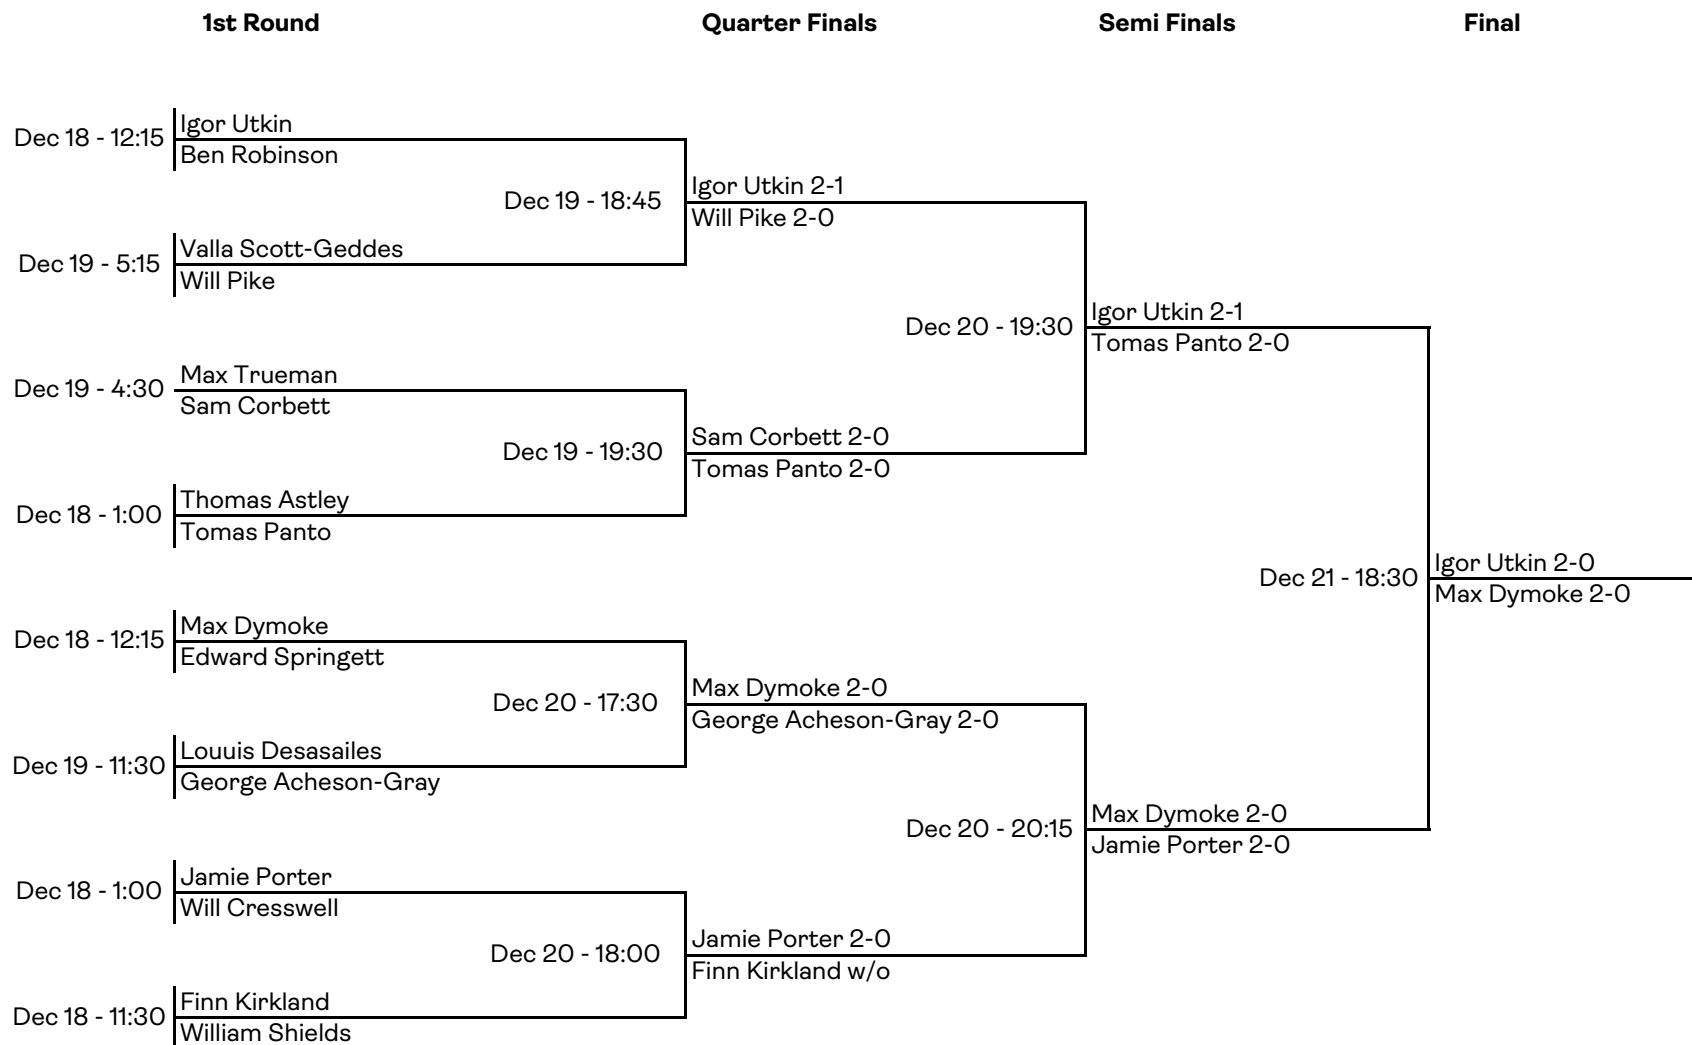 1st Round Quarter Finals Semi Finals Final
Igor Utkin
Dec 18 - 12:15
Ben Robinson
Igor Utkin 2-1
Dec 19 - 18:45
Will Pike 2-0
Valla Scott-Geddes
Dec 19 - 5:15
Will Pike
Igor Utkin 2-1
Dec 20 - 19:30
Tomas Panto 2-0
Max Trueman
Dec 19 - 4:30
Sam Corbett
Sam Corbett 2-0
Dec 19 - 19:30
Tomas Panto 2-0
Thomas Astley
Dec 18 - 1:00
Tomas Panto
Igor Utkin 2-0
Dec 21 - 18:30
Max Dymoke 2-0
Max Dymoke
Dec 18 - 12:15
Edward Springett
Max Dymoke 2-0
Dec 20 - 17:30
George Acheson-Gray 2-0
Louuis Desasailes
Dec 19 - 11:30
George Acheson-Gray
Max Dymoke 2-0
Dec 20 - 20:15
Jamie Porter 2-0
Jamie Porter
Dec 18 - 1:00
Will Cresswell
Jamie Porter 2-0
Dec 20 - 18:00
Finn Kirkland w/o
Finn Kirkland
Dec 18 - 11:30
William Shields